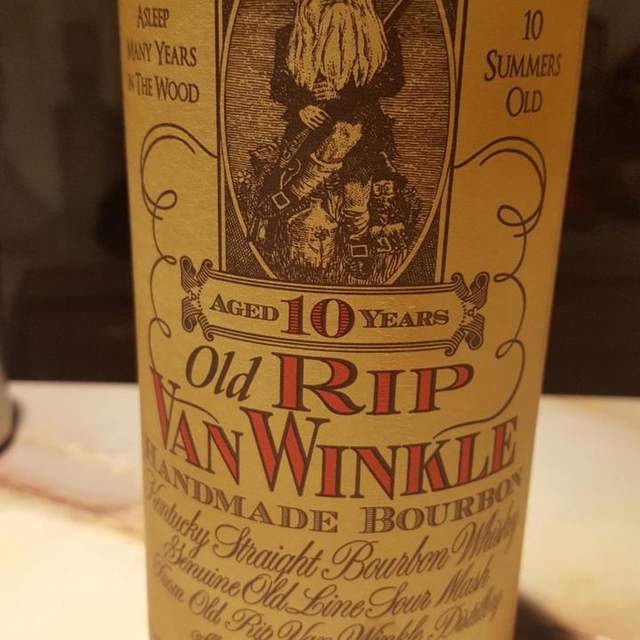 ASLEEP
MANY YEARS
IN THE WOOD
10
SUMMERS
OLD
AGED 10 YEARS
Old RIP
VAN WINKLE
HANDMADE BOURBON
Kentucky Straight Bourbon Whisky
Genuine Old Line Sour Mash
From Old Rip Van Winkle Distillery